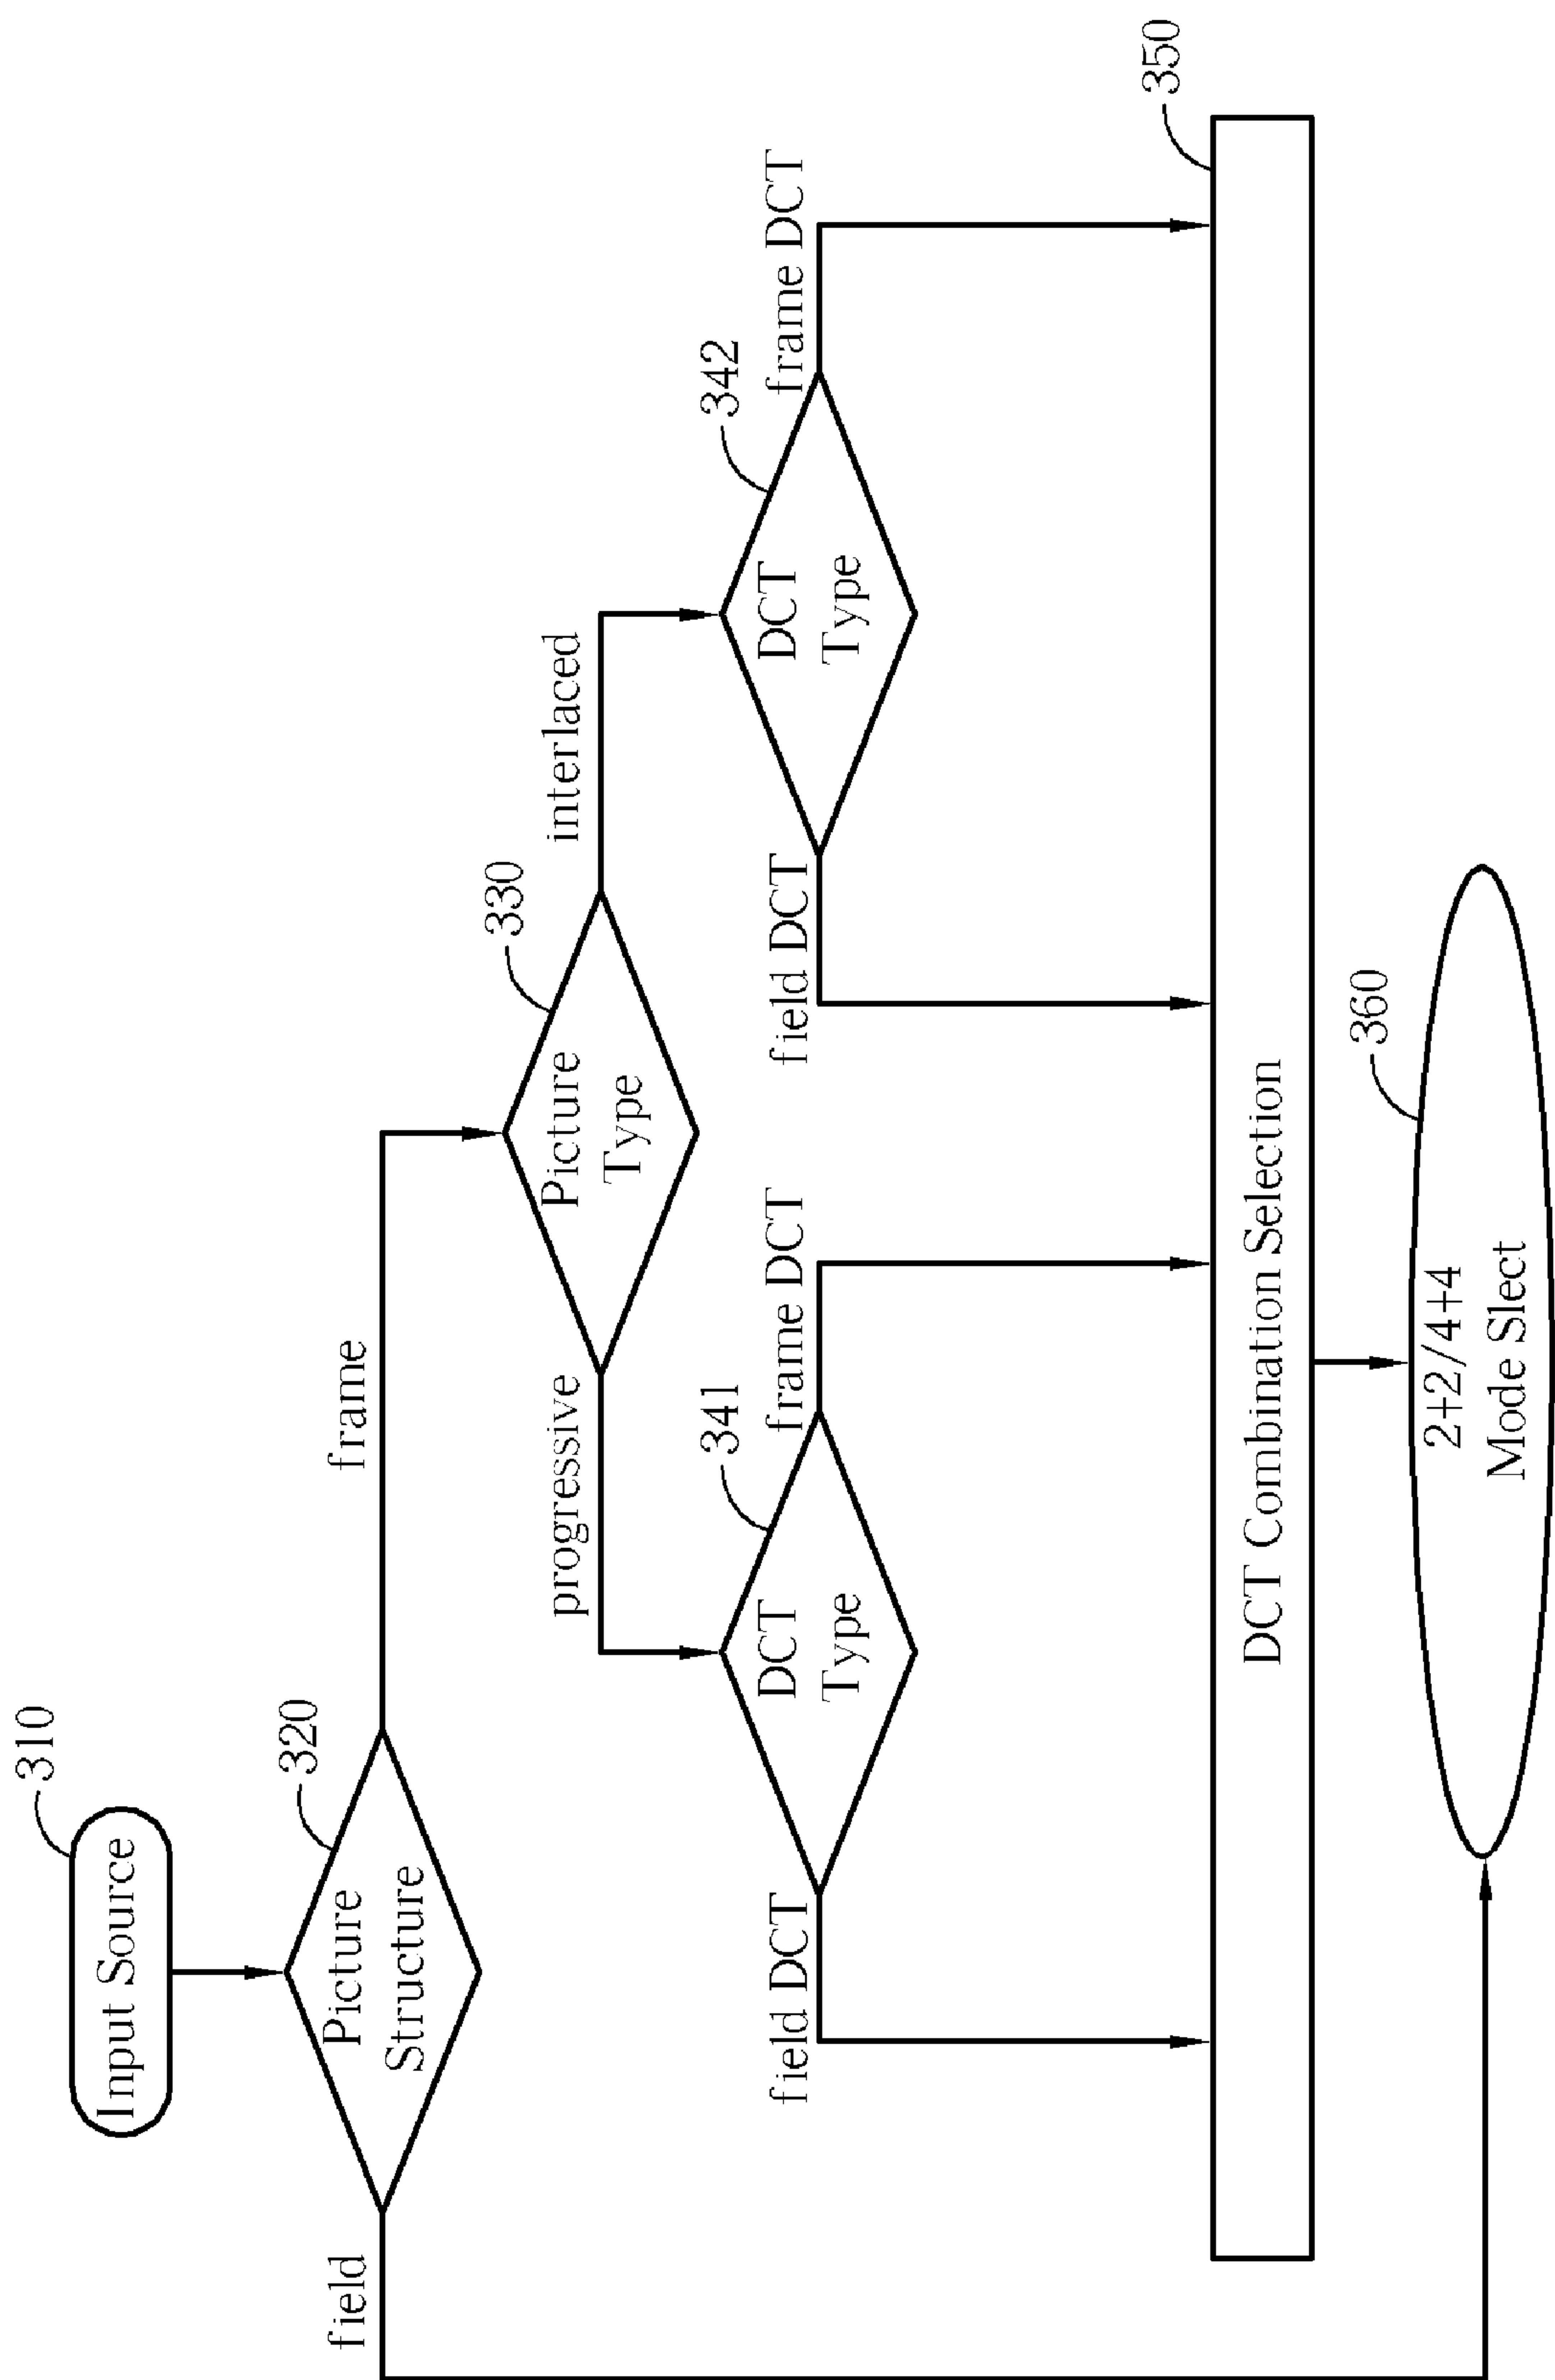 310
Input Source
320
Picture
Structure
field
frame
330
Picture
Type
progressive
interlaced
341
DCT
Type
field DCT
frame DCT
342
DCT
Type
field DCT
frame DCT
350
DCT Combination Selection
360
2+2/4+4
Mode Slect